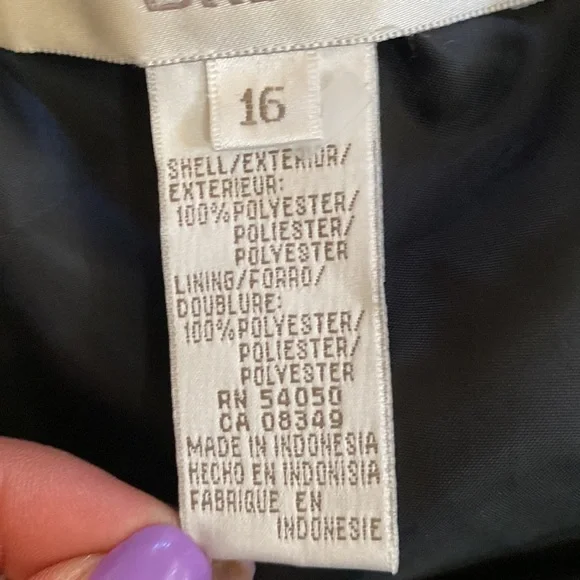 16
SHELL/EXTERIOR/
EXTERIEUR:
100%POLYESTER/
POLIESTER/
POLYESTER
LINING/FORRO/
DOUBLURE:
100%POLYESTER/
POLIESTER/
POLYESTER
RN 54050
CA 08349
MADE IN INDONESIA
HECHO EN INDONISIA
FABRIQUE EN
INDONESIE